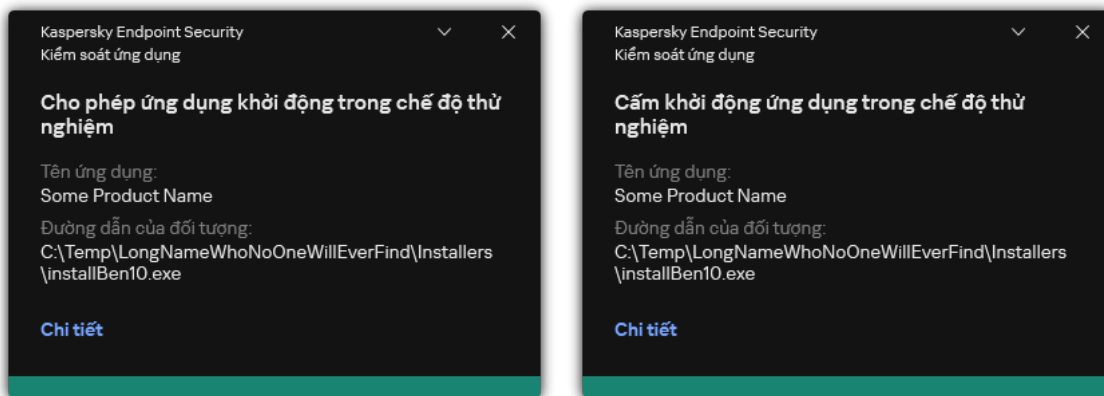 Kaspersky Endpoint Security
Kiểm soát ứng dụng
Cho phép ứng dụng khởi động trong chế độ thử
nghiệm
Tên ứng dụng:
Some Product Name
Đường dẫn của đối tượng:
C:\Temp\LongNameWhoNoOneWillEverFind\Installers
\installBen10.exe
Chi tiết
Kaspersky Endpoint Security
Kiểm soát ứng dụng
Cấm khởi động ứng dụng trong chế độ thử
nghiệm
Tên ứng dụng:
Some Product Name
Đường dẫn của đối tượng:
C:\Temp\LongNameWhoNoOneWillEverFind\Installers
\installBen10.exe
Chi tiết